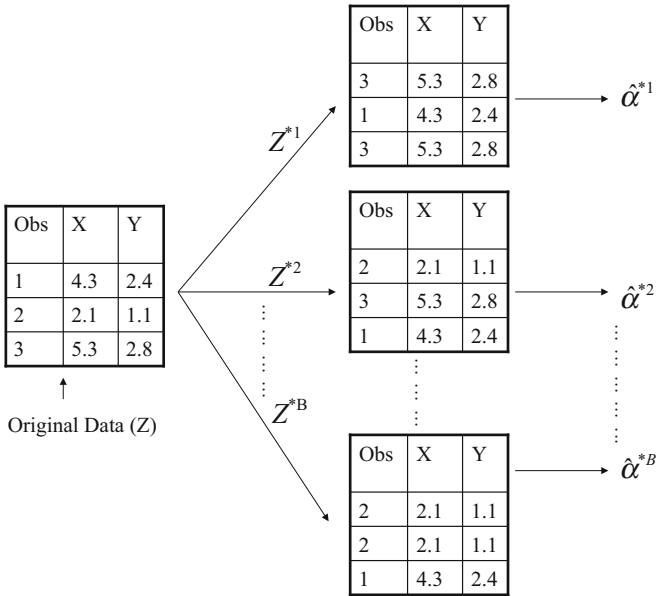 Obs X Y
3 5.3 2.8
1 4.3 2.4
3 5.3 2.8
α̂*1
Z*1
Obs X Y
1 4.3 2.4
2 2.1 1.1
3 5.3 2.8
Original Data (Z)
Z*2
Obs X Y
2 2.1 1.1
3 5.3 2.8
1 4.3 2.4
α̂*2
Z*B
Obs X Y
2 2.1 1.1
2 2.1 1.1
1 4.3 2.4
α̂*B